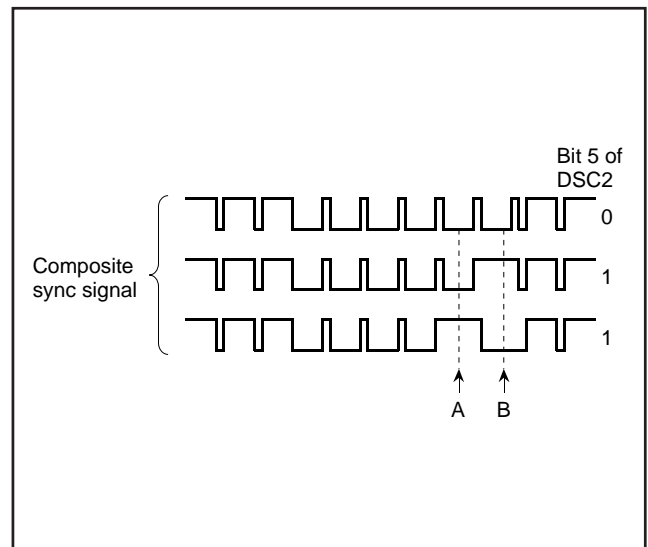 Bit 5 of
DSC2
0
Composite
sync signal
1
1
A B